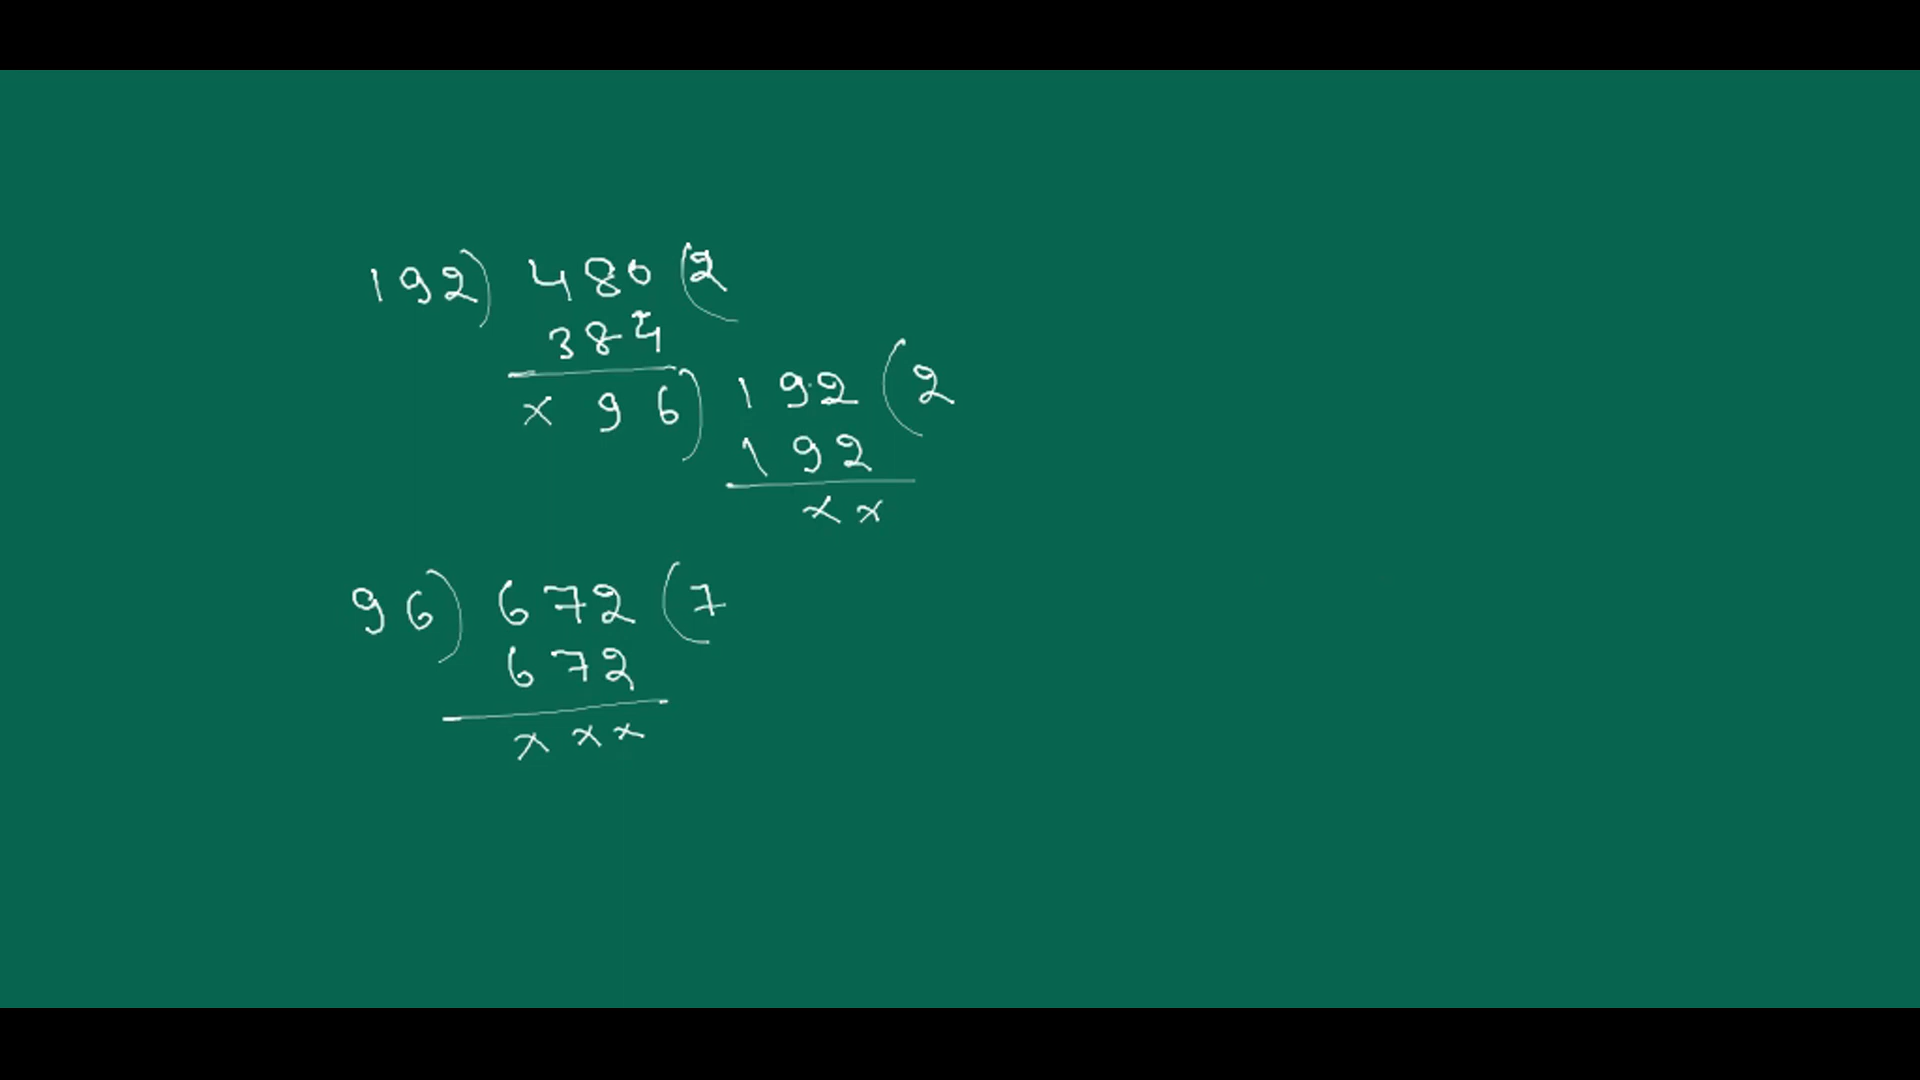 192) 480 (2
384
x 96) 192 (2
192
x x
96) 672 (7
672
x x x